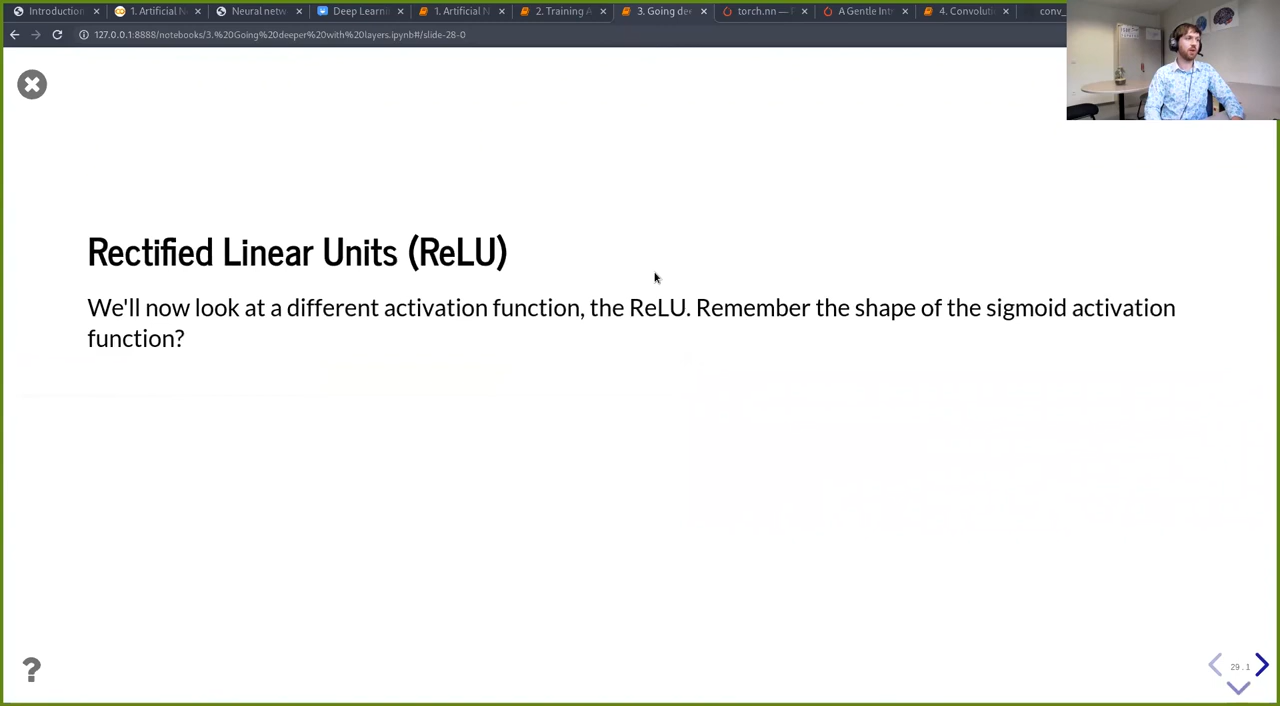 Introduction
1. Artificial N
Neural netw
Deep Learni
1. Artificial N
2. Training A
3. Going de
torch.nn —
A Gentle Int
4. Convolut
conv_
127.0.0.1:8888/notebooks/3.%20Going%20deeper%20with%20layers.ipynb#/slide-28-0
Rectified Linear Units (ReLU)
We'll now look at a different activation function, the ReLU. Remember the shape of the sigmoid activation
function?
?
29.1